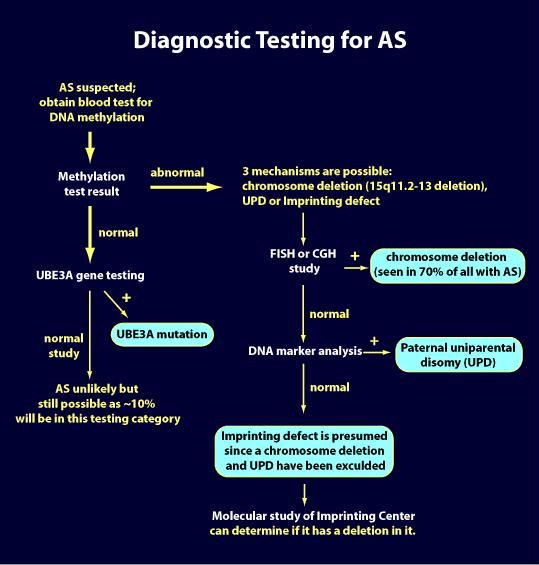 Diagnostic Testing for AS
AS suspected;
obtain blood test for
DNA methylation
Methylation
test result
abnormal
3 mechanisms are possible:
chromosome deletion (15q11.2-13 deletion),
UPD or Imprinting defect
normal
FISH or CGH
study
+
chromosome deletion
(seen in 70% of all with AS)
UBE3A gene testing
+
UBE3A mutation
normal
study
AS unlikely but
still possible as ~10%
will be in this testing category
normal
DNA marker analysis
+
Paternal uniparental
disomy (UPD)
normal
Imprinting defect is presumed
since a chromosome deletion
and UPD have been exculded
Molecular study of Imprinting Center
can determine if it has a deletion in it.